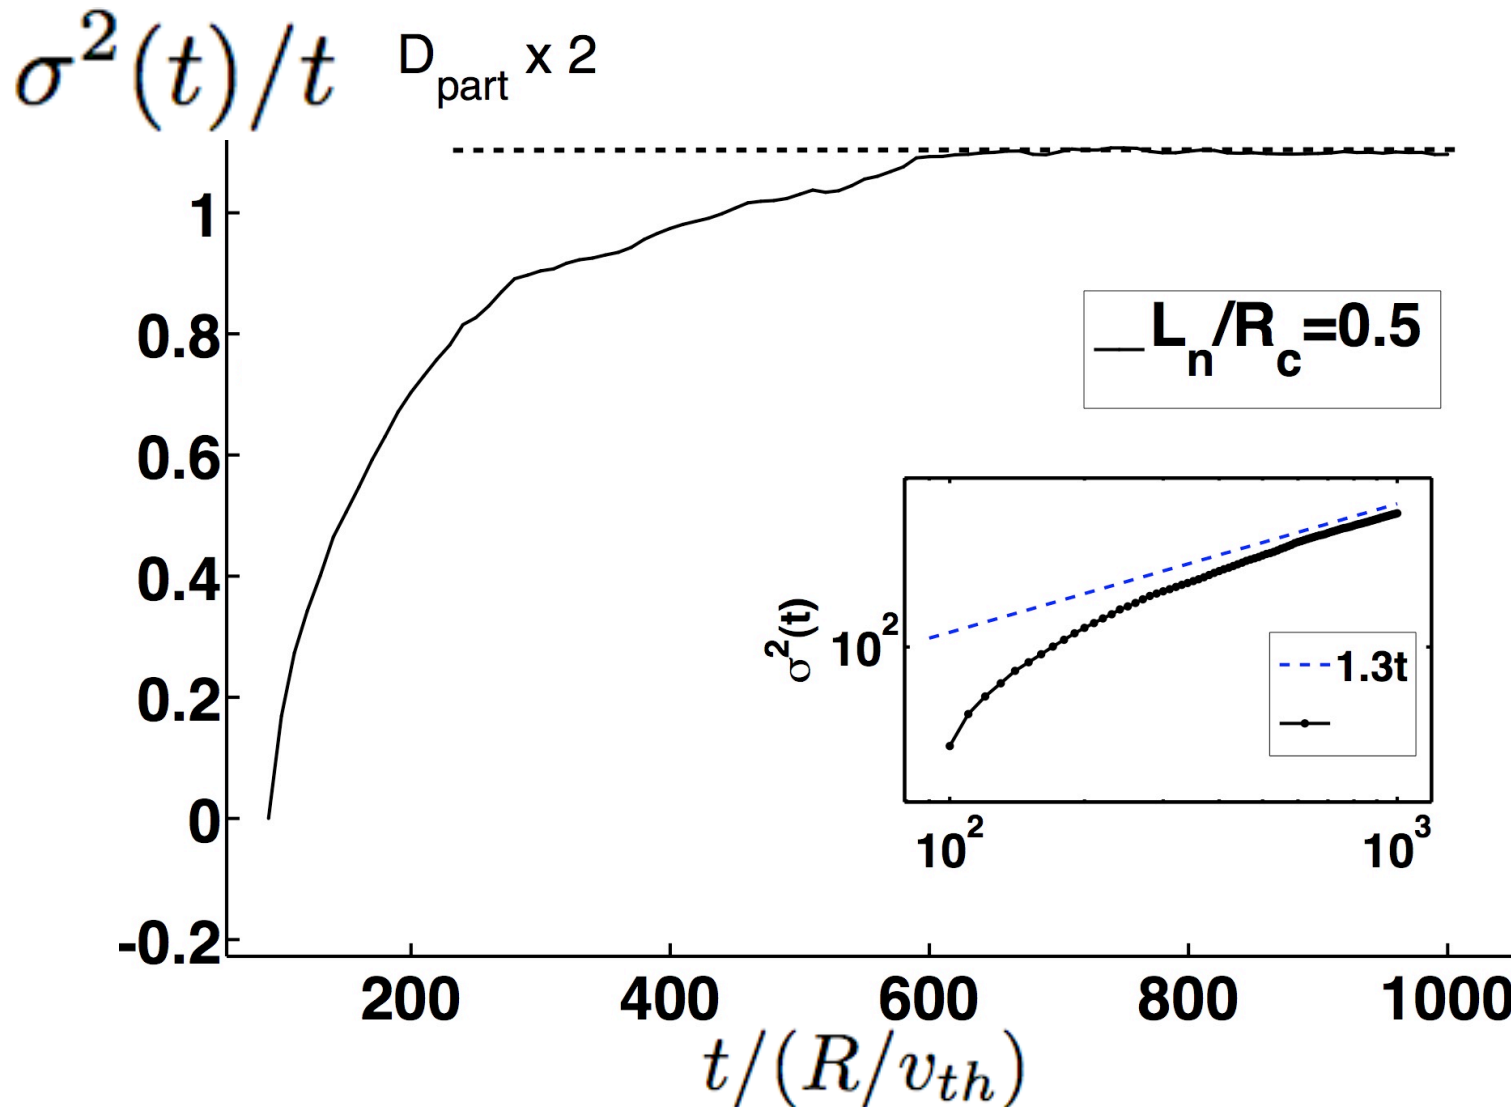 σ²(t)/t
D_part x 2
1
0.8
0.6
0.4
0.2
0
-0.2
200 400 600 800 1000
t/(R/v_th)
__ L_n/R_c=0.5
σ²(t)
10²
1.3t
10² 10³